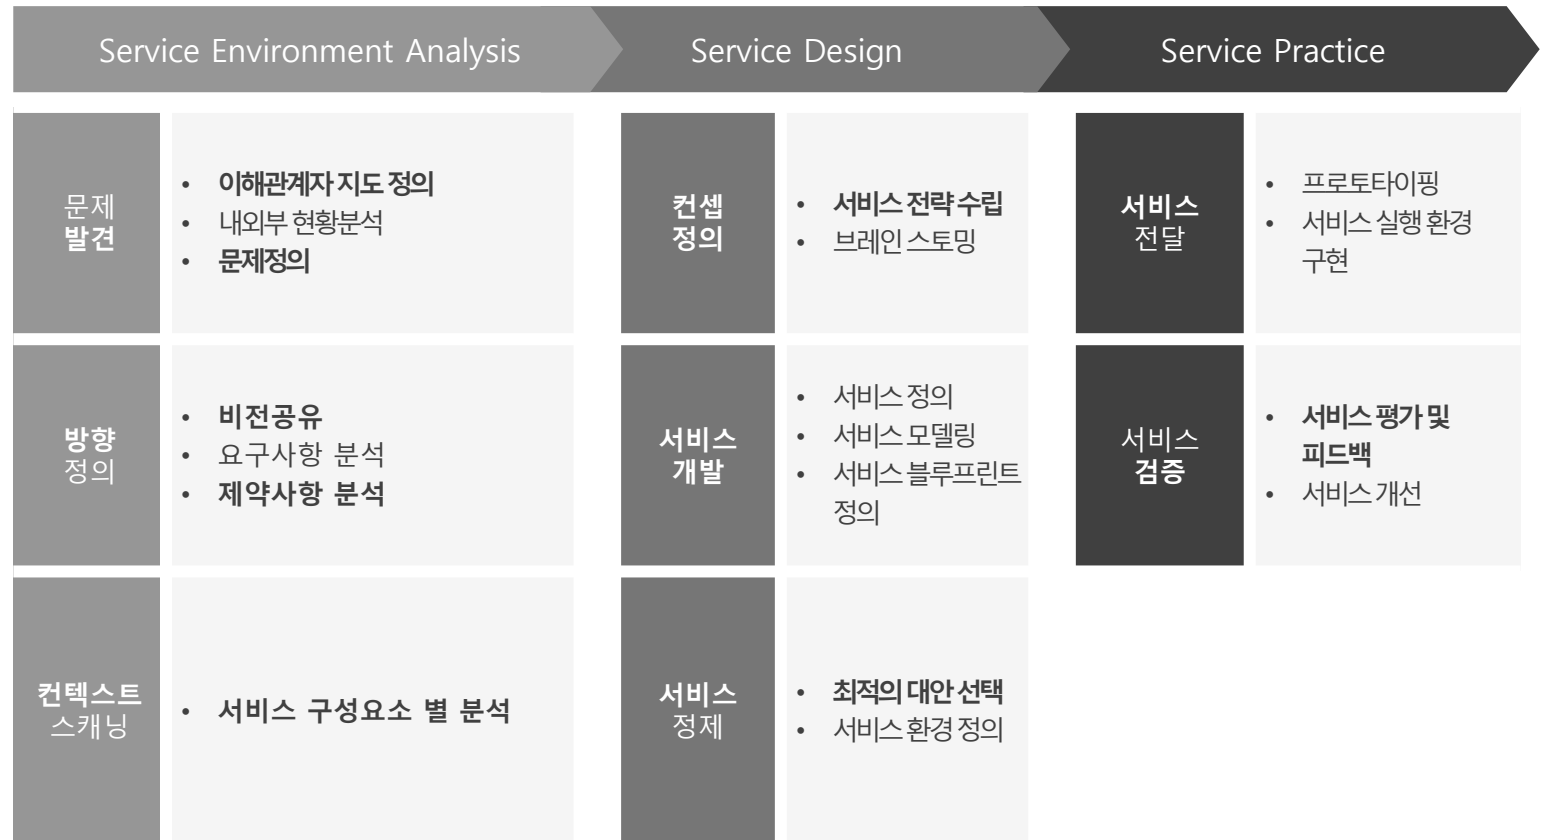 Service Environment Analysis
Service Design
Service Practice
문제
발견
• 이해관계자 지도 정의
• 내외부 현황분석
• 문제정의
컨셉
정의
• 서비스 전략 수립
• 브레인 스토밍
서비스
전달
• 프로토타이핑
• 서비스 실행 환경
구현
방향
정의
• 비전공유
• 요구사항 분석
• 제약사항 분석
서비스
개발
• 서비스 정의
• 서비스 모델링
• 서비스 블루프린트
정의
서비스
검증
• 서비스 평가 및
피드백
• 서비스 개선
컨텍스트
스캐닝
• 서비스 구성요소 별 분석
서비스
정제
• 최적의 대안 선택
• 서비스 환경 정의